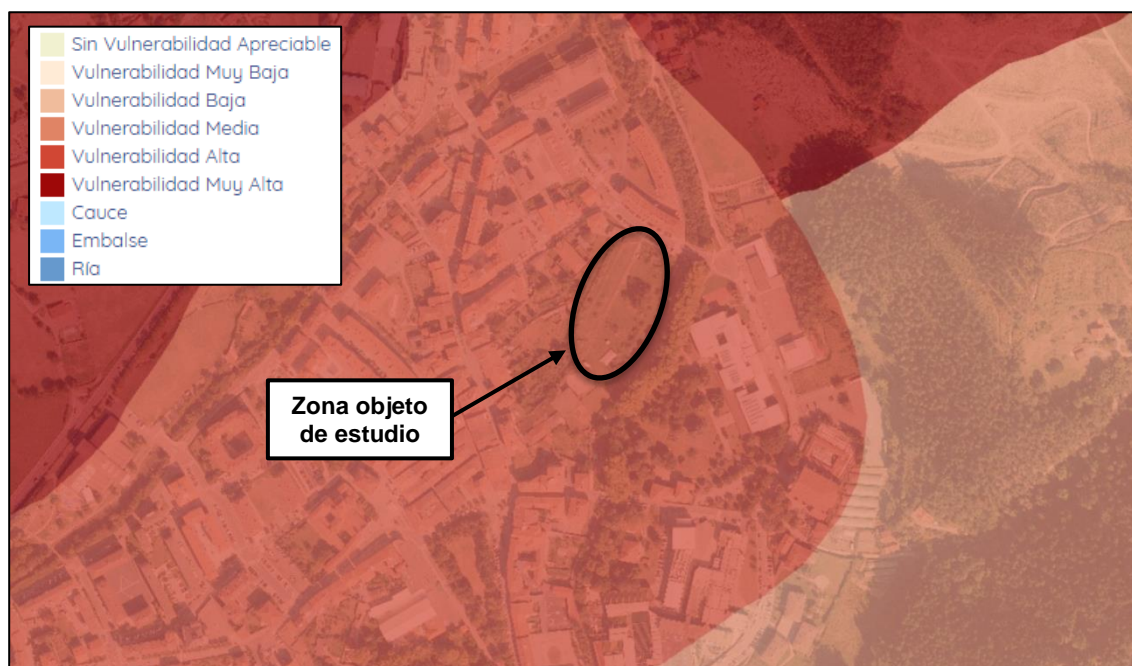 Sin Vulnerabilidad Apreciable
Vulnerabilidad Muy Baja
Vulnerabilidad Baja
Vulnerabilidad Media
Vulnerabilidad Alta
Vulnerabilidad Muy Alta
Cauce
Embalse
Ría
Zona objeto
de estudio